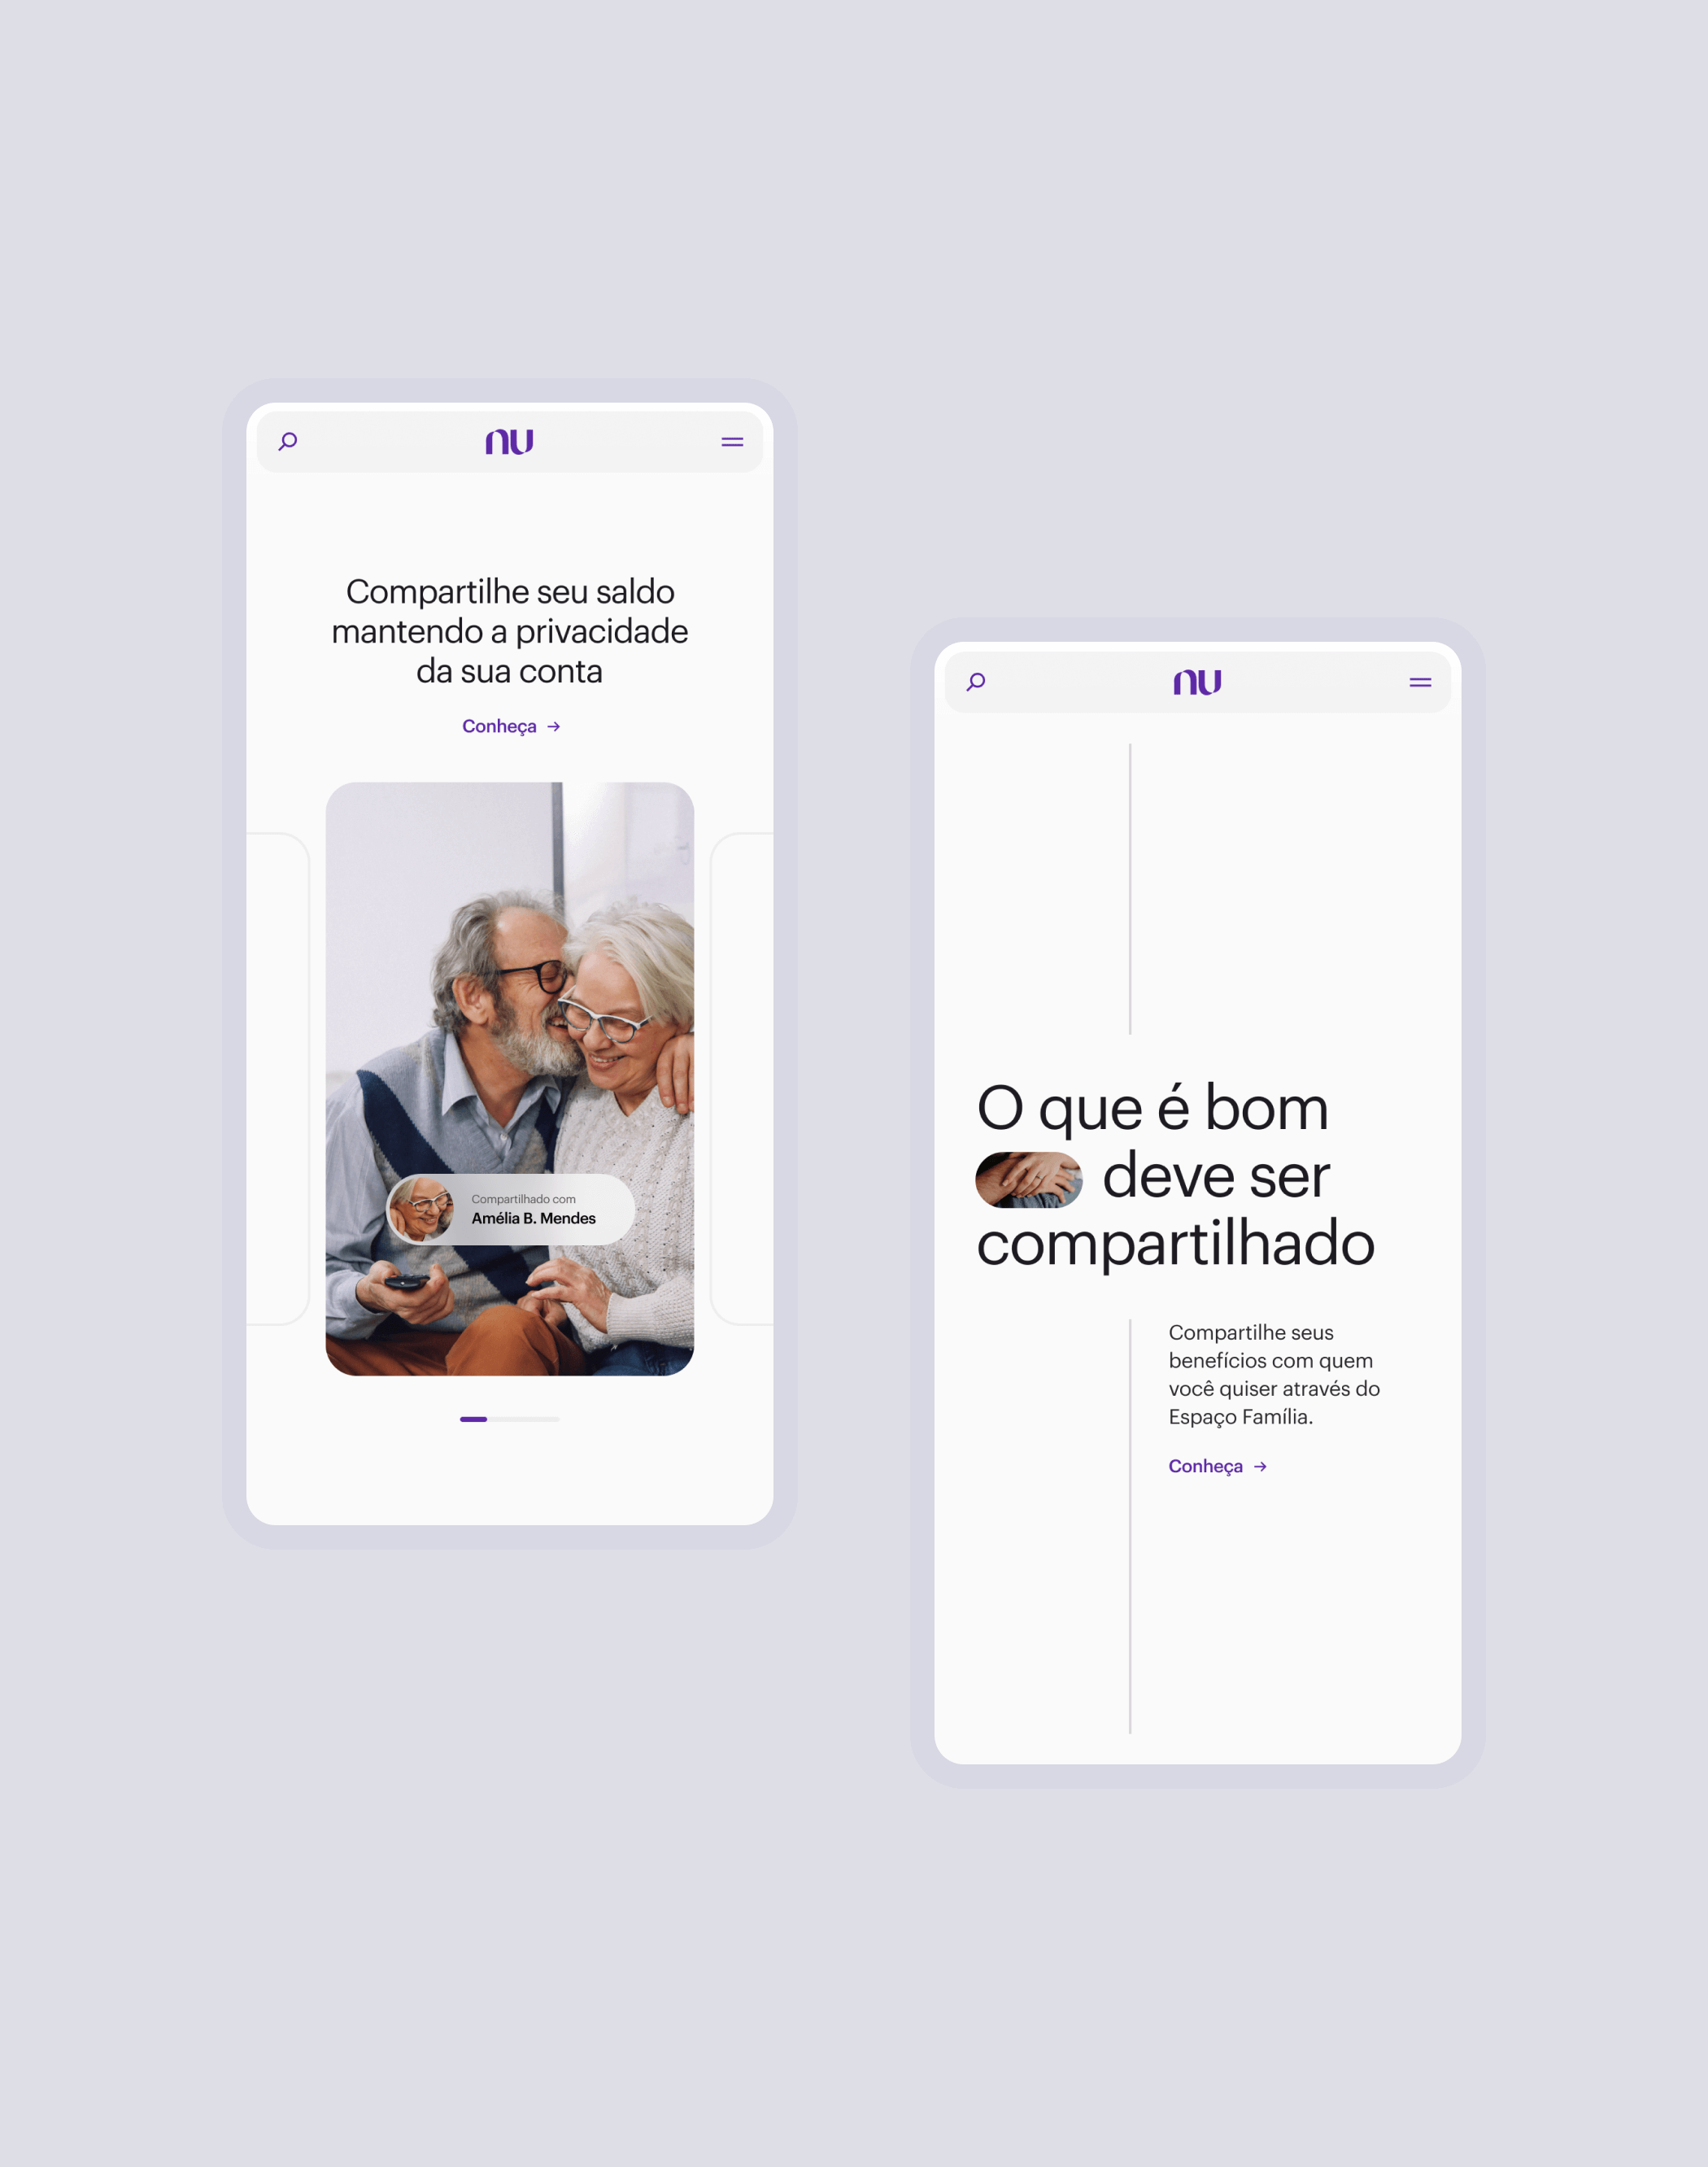 nu
Compartilhe seu saldo
mantendo a privacidade
da sua conta
Conheça →
Compartilhado com
Amélia B. Mendes
nu
O que é bom
deve ser
compartilhado
Compartilhe seus
benefícios com quem
você quiser através do
Espaço Família.
Conheça →